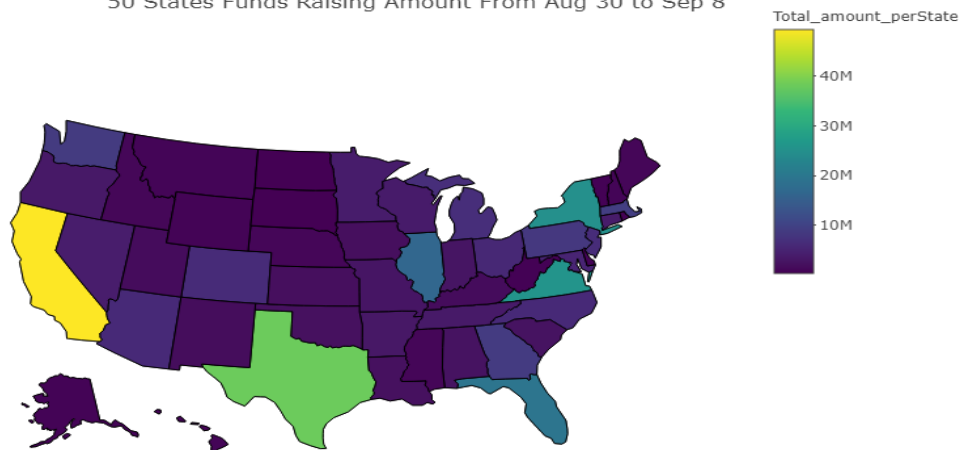 50 States Funds Raising Amount From Aug 30 to Sep 8
Total_amount_perState
40M
30M
20M
10M